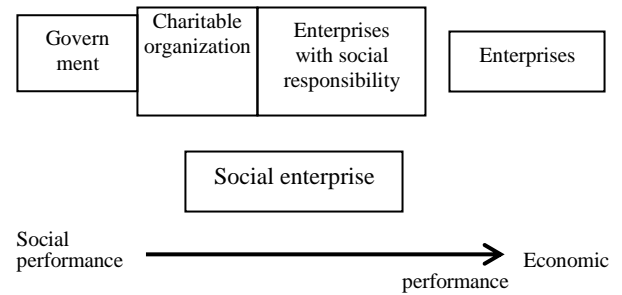 Govern
ment
Charitable
organization
Enterprises
with social
responsibility
Enterprises
Social enterprise
Social
performance
Economic
performance